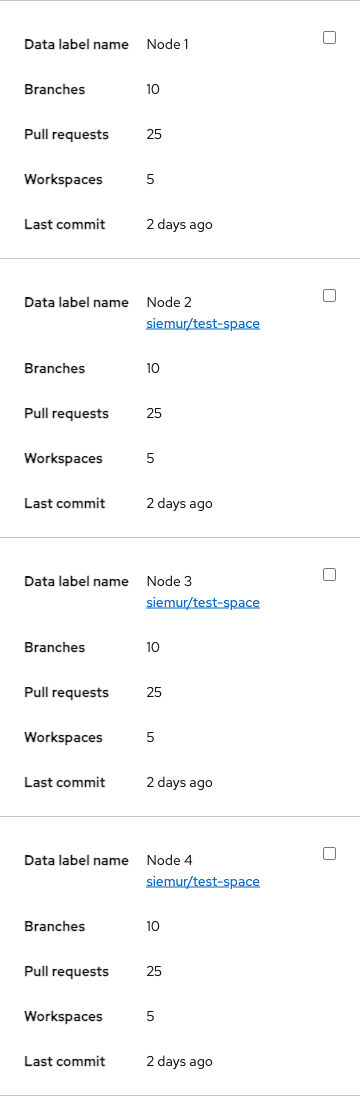 Data label name Node 1
Branches 10
Pull requests 25
Workspaces 5
Last commit 2 days ago
Data label name Node 2
siemur/test-space
Branches 10
Pull requests 25
Workspaces 5
Last commit 2 days ago
Data label name Node 3
siemur/test-space
Branches 10
Pull requests 25
Workspaces 5
Last commit 2 days ago
Data label name Node 4
siemur/test-space
Branches 10
Pull requests 25
Workspaces 5
Last commit 2 days ago